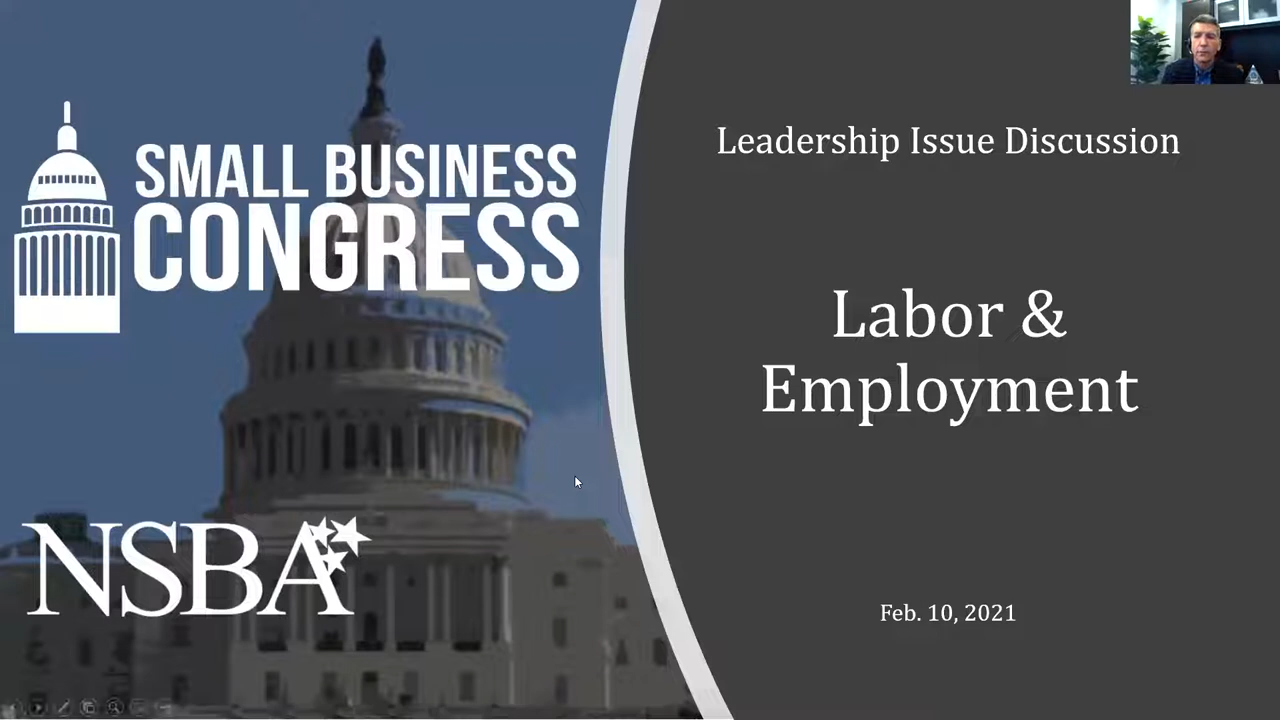 SMALL BUSINESS
CONGRESS
NSBA
Leadership Issue Discussion
Labor &
Employment
Feb. 10, 2021